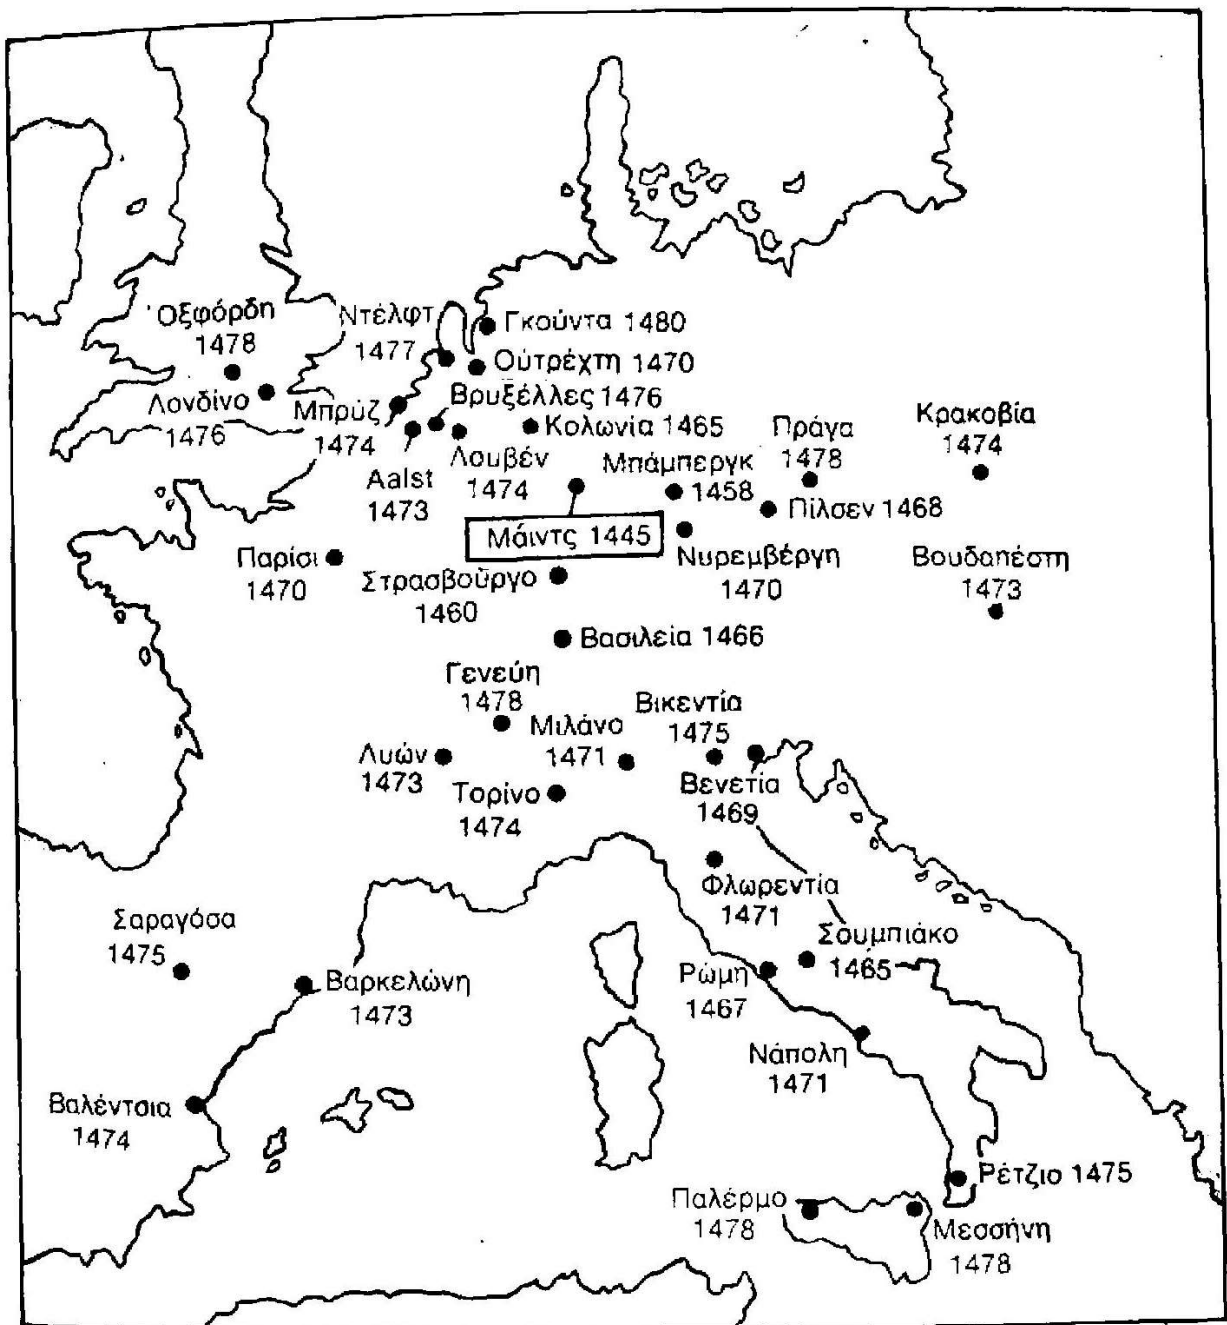 Οξφόρδη
1478
Ντέλφτ
1477
Γκούντα 1480
Ούτρέχτη 1470
Λονδίνο
1476
Μπρύζ
1474
Βρυξέλλες 1476
Κολωνία 1465
Πράγα
1478
Κρακοβία
1474
Aalst
1473
Λουβέν
1474
Μπάμπεργκ
1458
Πίλσεν 1468
Μάιντς 1445
Παρίσι
1470
Στρασβούργο
1460
Νυρεμβέργη
1470
Βουδαπέστη
1473
Βασιλεία 1466
Γενεύη
1478
Μιλάνο
1471
Βικεντία
1475
Λυών
1473
Τορίνο
1474
Βενετία
1469
Φλωρεντία
1471
Σαραγόσα
1475
Σουμπιάκο
1465
Βαρκελώνη
1473
Ρώμη
1467
Νάπολη
1471
Βαλέντσια
1474
Ρέτζιο 1475
Παλέρμο
1478
Μεσσήνη
1478